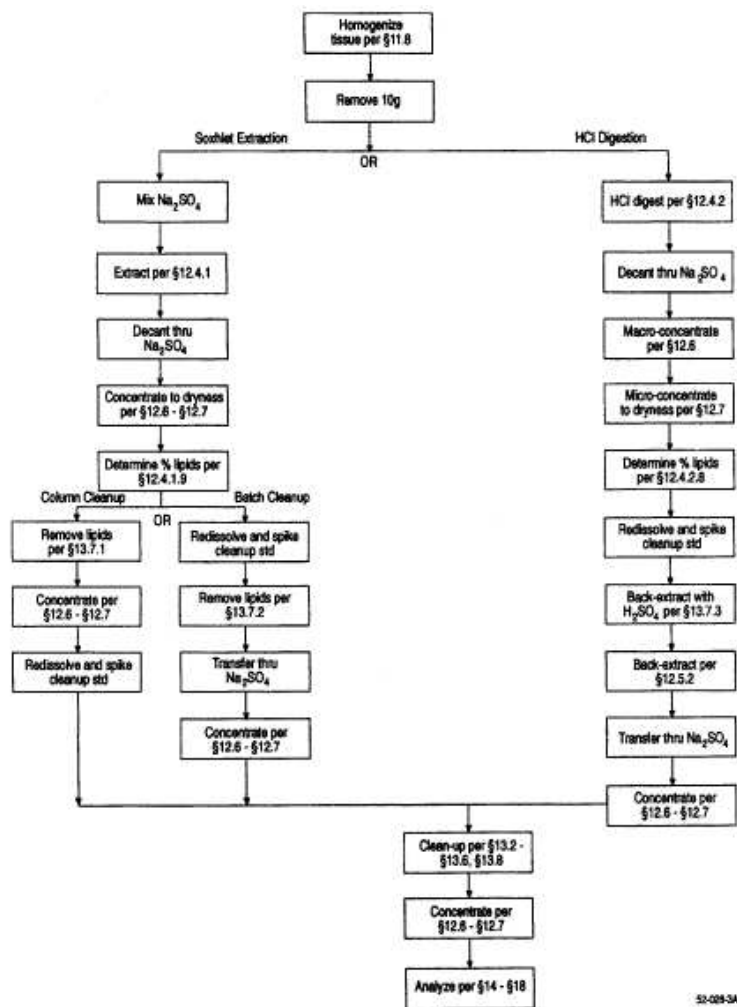 Homogenize
tissue per §11.8
Remove 10g
Soxhlet Extraction
HCl Digestion
OR
Mix Na₂SO₄
Extract per §12.4.1
Decant thru
Na₂SO₄
Concentrate to dryness
per §12.6 - §12.7
Determine % lipids per
§12.4.1.9
Column Cleanup
Batch Cleanup
OR
Remove lipids
per §13.7.1
Concentrate per
§12.6 - §12.7
Redissolve and spike
cleanup std
Redissolve and spike
cleanup std
Remove lipids per
§13.7.2
Transfer thru
Na₂SO₄
Concentrate per
§12.6 - §12.7
HCl digest per §12.4.2
Decant thru Na₂SO₄
Macro-concentrate
per §12.6
Micro-concentrate
to dryness per §12.7
Determine % lipids
per §12.4.2.8
Redissolve and spike
cleanup std
Back-extract with
H₂SO₄ per §13.7.3
Back-extract per
§12.5.2
Transfer thru Na₂SO₄
Concentrate per
§12.6 - §12.7
Clean-up per §13.2 -
§13.6, §13.8
Concentrate per
§12.6 - §12.7
Analyze per §14 - §18